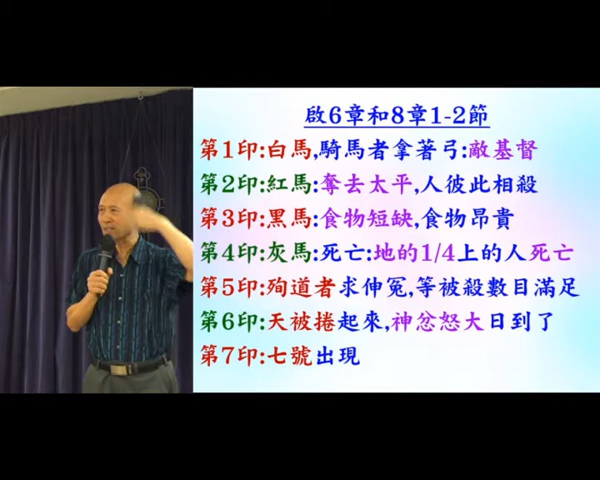 啟6章和8章1-2節
第1印:白馬,騎馬者拿著弓:敵基督
第2印:紅馬:奪去太平,人彼此相殺
第3印:黑馬:食物短缺,食物昂貴
第4印:灰馬:死亡:地的1/4上的人死亡
第5印:殉道者求伸冤,等被殺數目滿足
第6印:天被捲起來,神忿怒大日到了
第7印:七號出現